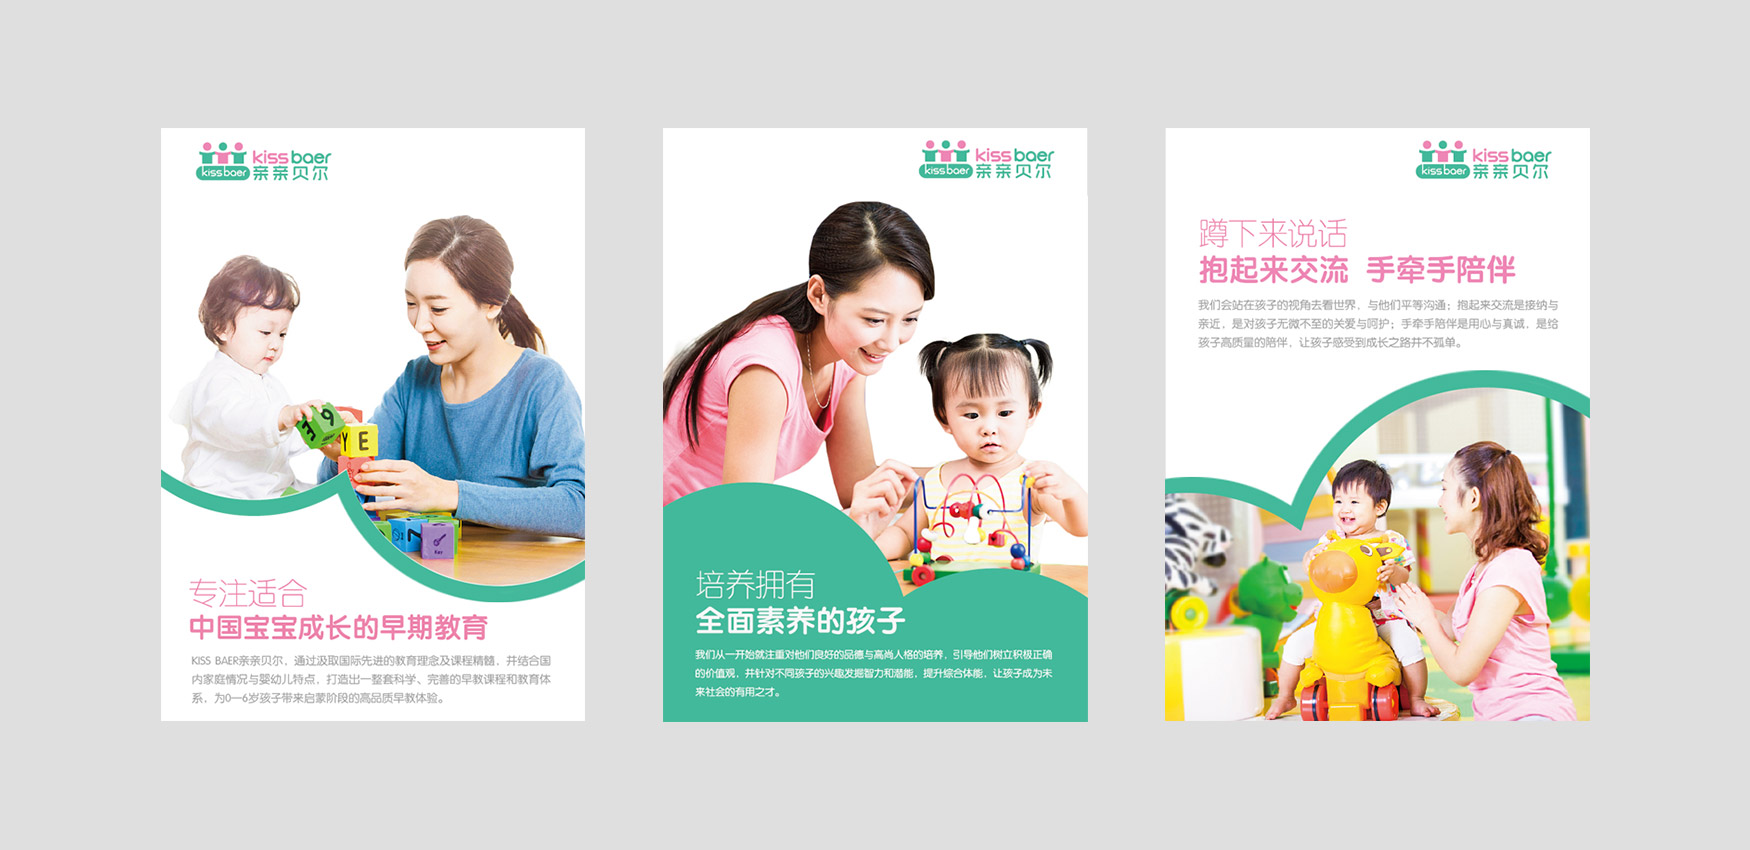 kiss baer
kiss baer
亲亲贝尔
专注适合
中国宝宝成长的早期教育
KISS BAER亲亲贝尔，通过汲取国际先进的教育理念及课程精髓，并结合国
内家庭情况与婴幼儿特点，打造出一整套科学、完善的早教课程和教育体
系，为0—6岁孩子带来启蒙阶段的高品质早教体验。
kiss baer
kiss baer
亲亲贝尔
培养拥有
全面素养的孩子
我们从一开始就注重对他们良好的品德与高尚人格的培养，引导他们树立积极正确
的价值观，并针对不同孩子的兴趣发掘智力和潜能，提升综合体能，让孩子成为未
来社会的有用之才。
kiss baer
kiss baer
亲亲贝尔
蹲下来说话
抱起来交流 手牵手陪伴
我们会站在孩子的视角去看世界，与他们平等沟通；抱起来交流是接纳与
亲近，是对孩子无微不至的关爱与呵护；手牵手陪伴是用心与真诚，是给
孩子高质量的陪伴，让孩子感受到成长之路并不孤单。